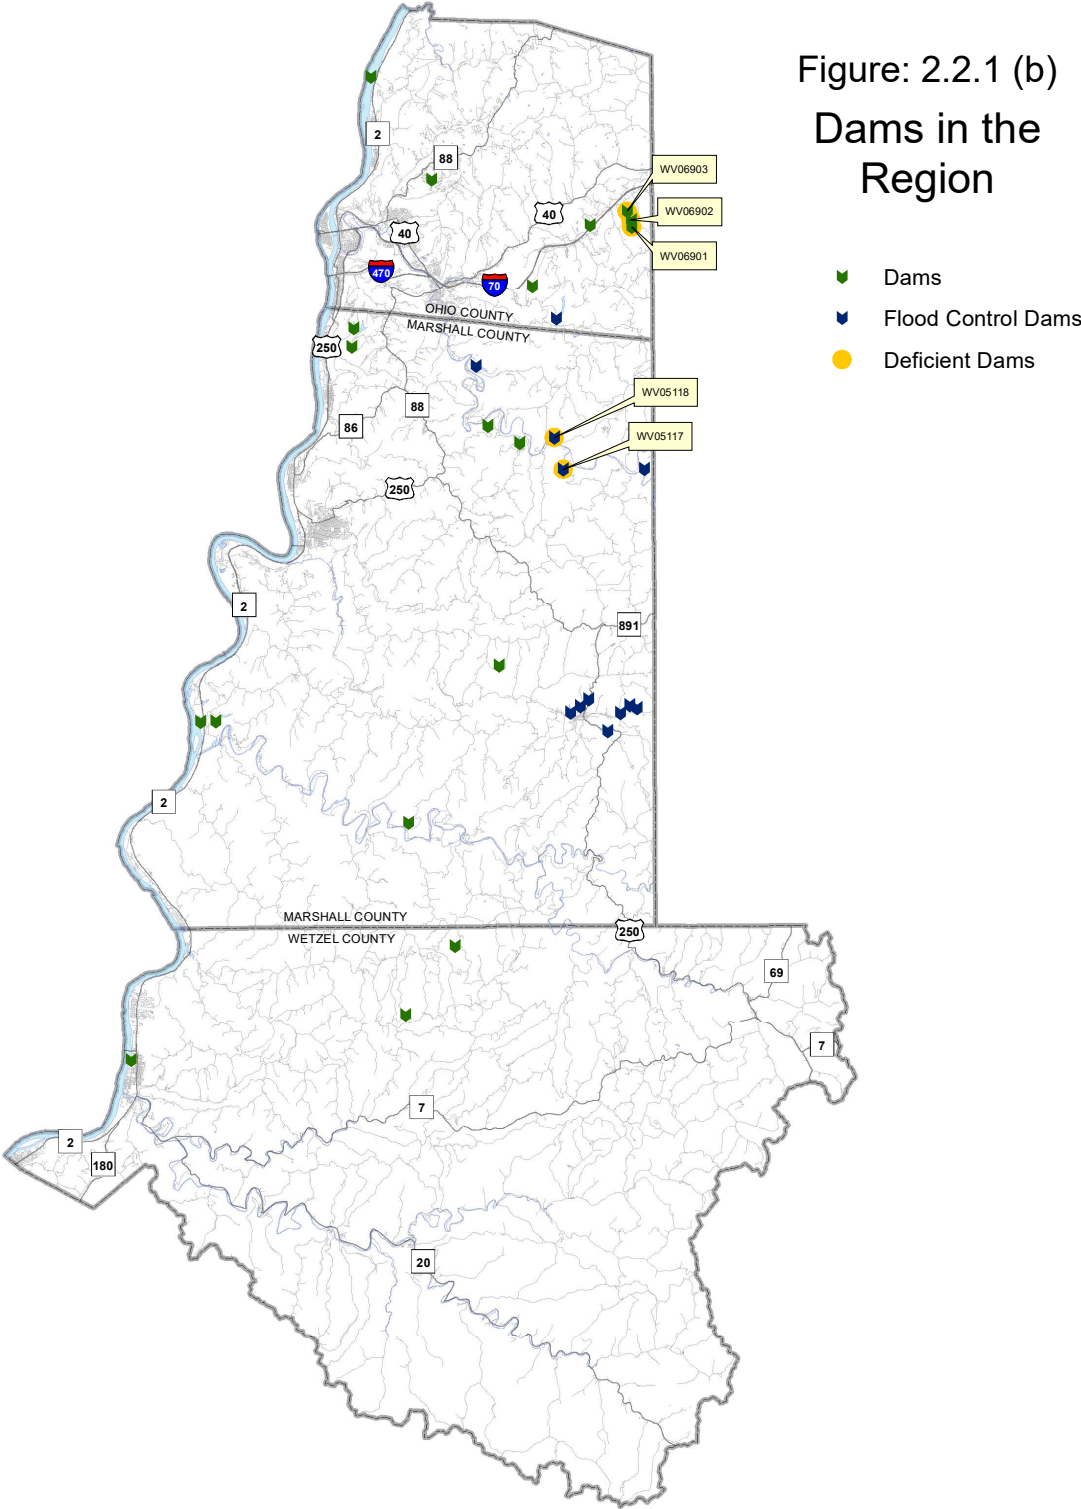 Figure: 2.2.1 (b)
Dams in the
Region
Dams
Flood Control Dams
Deficient Dams
2
88
WV06903
40
WV06902
40
WV06901
470
70
OHIO COUNTY
MARSHALL COUNTY
250
WV05118
88
86
WV05117
250
2
891
2
MARSHALL COUNTY
WETZEL COUNTY
250
69
7
7
2
180
20